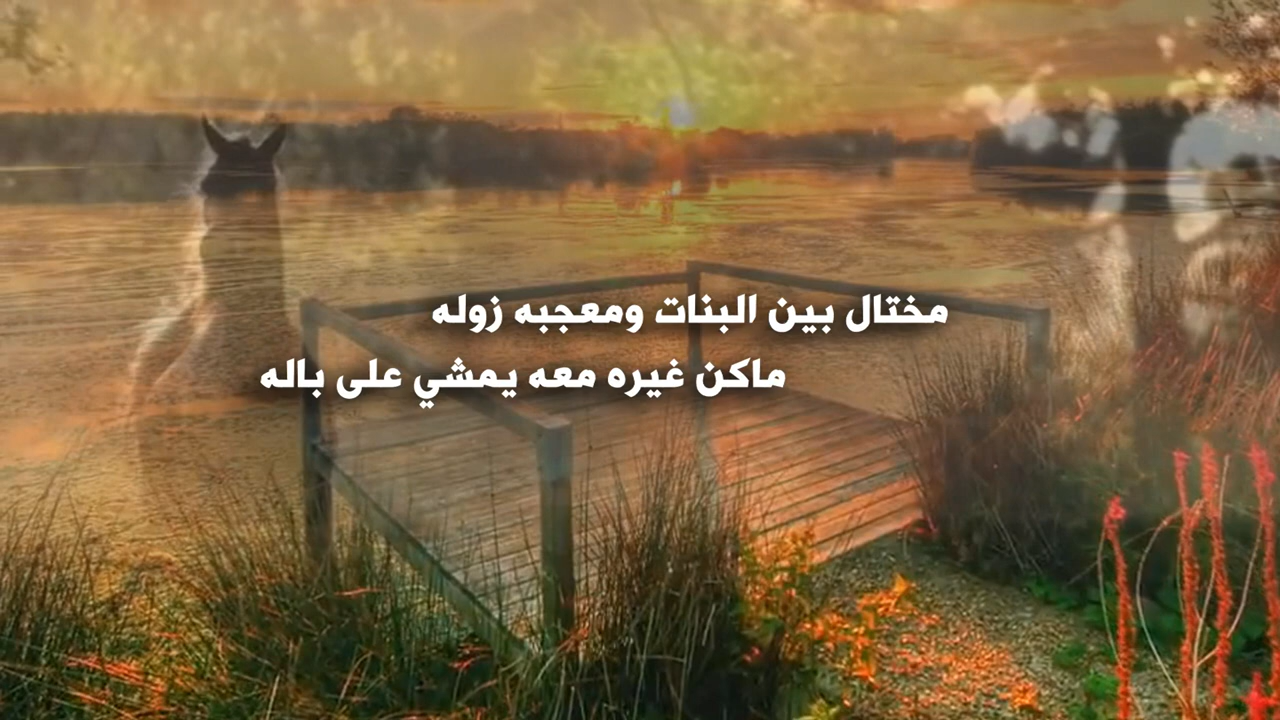 مختال بين البنات ومعجبه زوله
ماكن غيره معه يمشي على باله